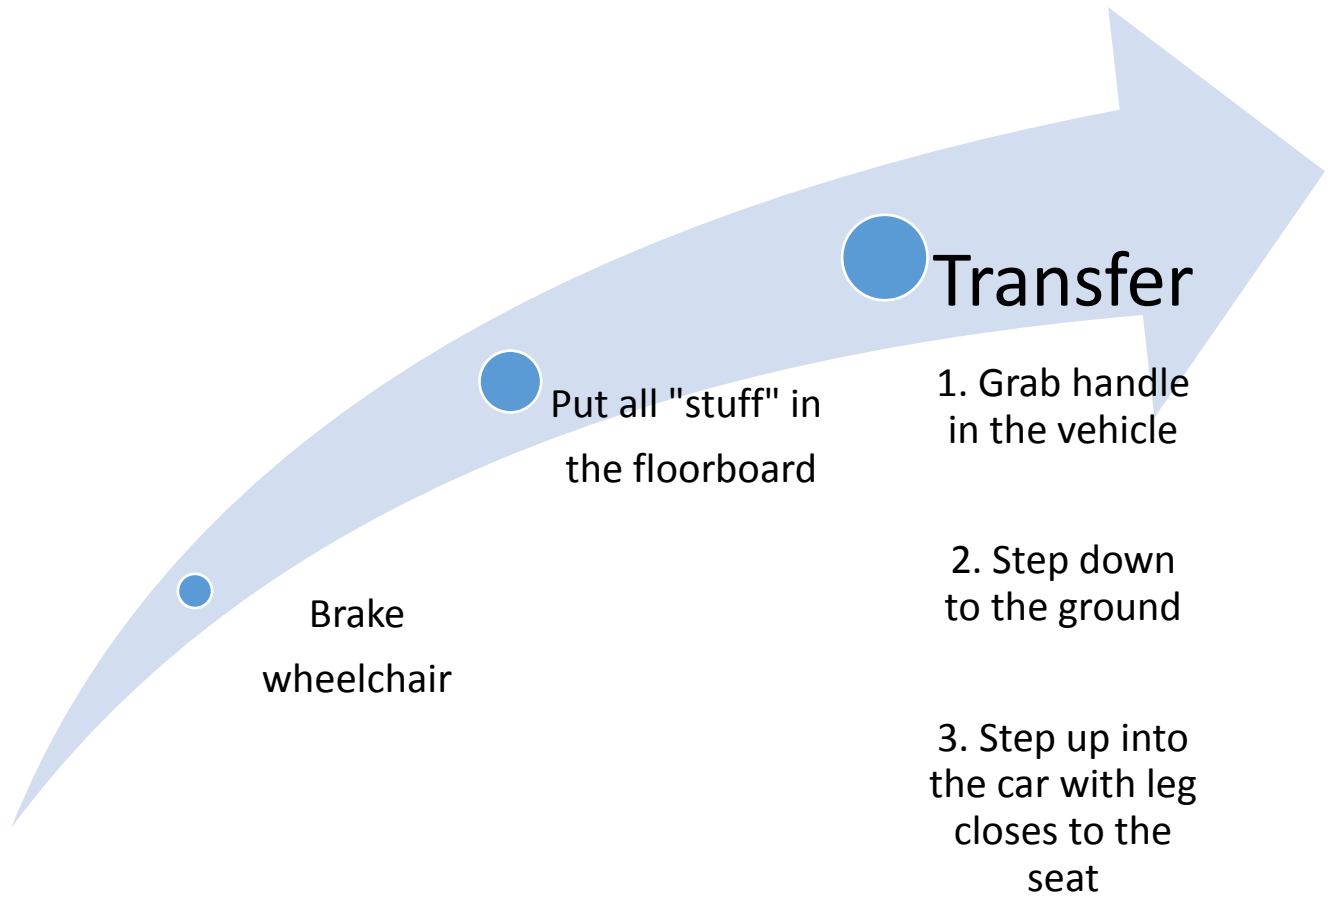 Brake
wheelchair
Put all "stuff" in
the floorboard
Transfer
1. Grab handle
in the vehicle
2. Step down
to the ground
3. Step up into
the car with leg
closes to the
seat